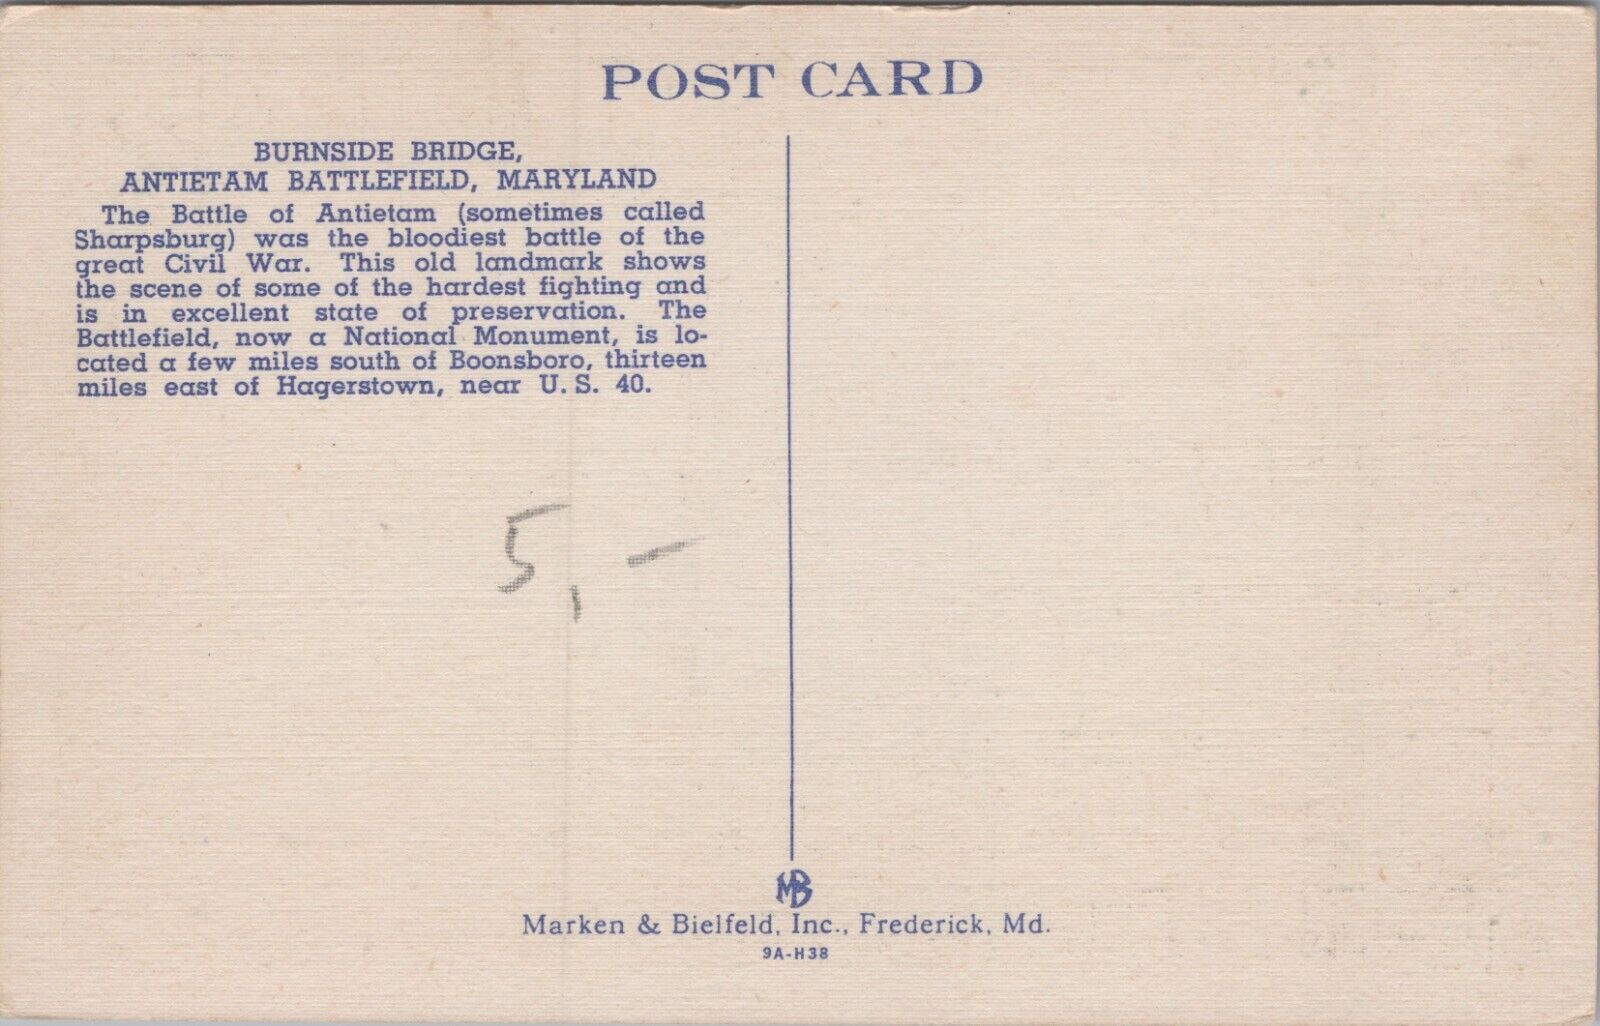 POST CARD
BURNSIDE BRIDGE,
ANTIETAM BATTLEFIELD, MARYLAND
The Battle of Antietam (sometimes called
Sharpsburg) was the bloodiest battle of the
great Civil War. This old landmark shows
the scene of some of the hardest fighting and
is in excellent state of preservation. The
Battlefield, now a National Monument, is lo-
cated a few miles south of Boonsboro, thirteen
miles east of Hagerstown, near U. S. 40.
5,-
MB
Marken & Bielfeld, Inc., Frederick, Md.
9A-H38